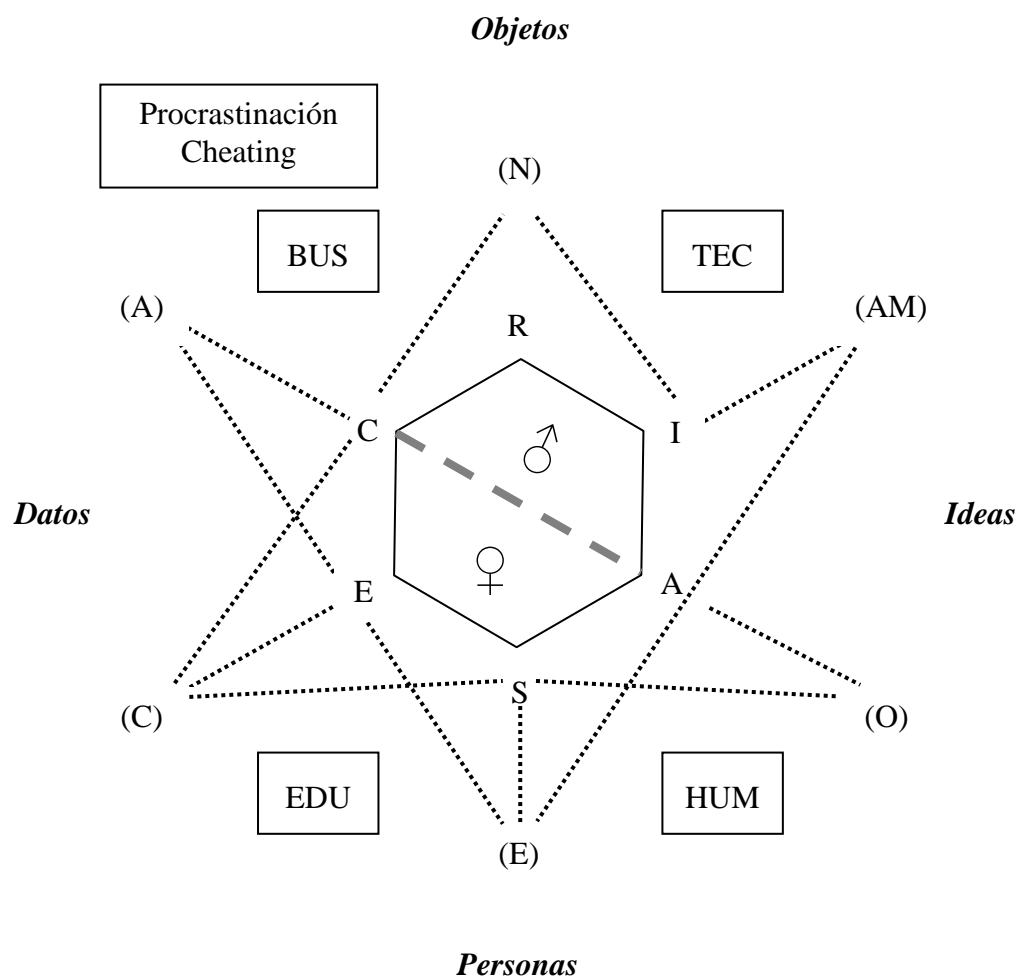 Objetos
Procrastinación
Cheating
(N)
BUS
TEC
(A)
(AM)
R
C
I
Datos
Ideas
E
A
S
(C)
(O)
EDU
HUM
(E)
Personas